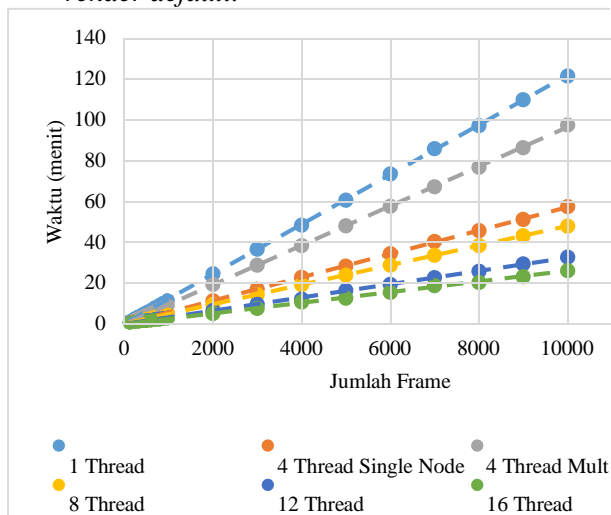 140
120
100
80
60
40
20
0
Waktu (menit)
0 2000 4000 6000 8000 10000
Jumlah Frame
1 Thread 4 Thread Single Node 4 Thread Mult
8 Thread 12 Thread 16 Thread